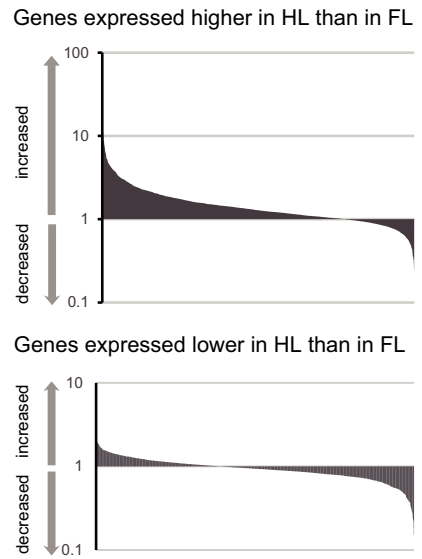 Genes expressed higher in HL than in FL
100
increased
10
1
decreased
0.1
Genes expressed lower in HL than in FL
10
increased
1
decreased
0.1